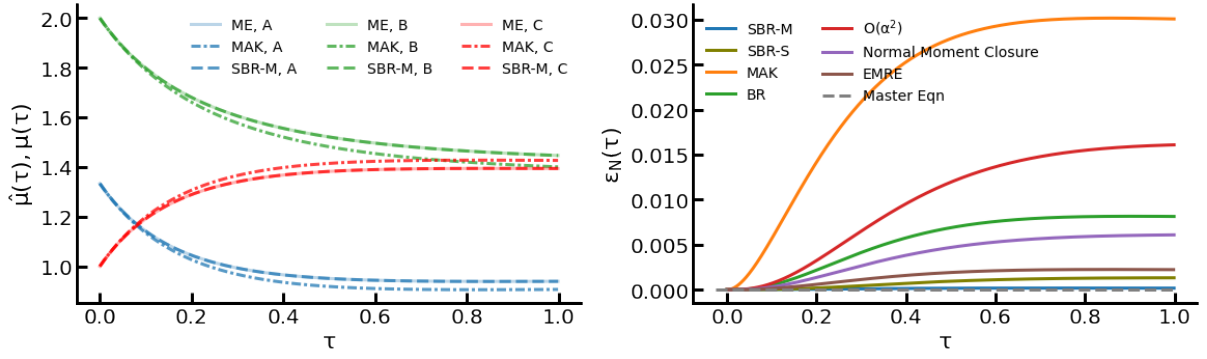 ME, A
MAK, A
SBR-M, A
ME, B
MAK, B
SBR-M, B
ME, C
MAK, C
SBR-M, C
2.0
1.8
1.6
1.4
1.2
1.0
μ̂(τ), μ(τ)
0.0 0.2 0.4 0.6 0.8 1.0
τ
SBR-M
SBR-S
MAK
BR
O(α²)
Normal Moment Closure
EMRE
Master Eqn
0.030
0.025
0.020
0.015
0.010
0.005
0.000
ε_N(τ)
0.0 0.2 0.4 0.6 0.8 1.0
τ